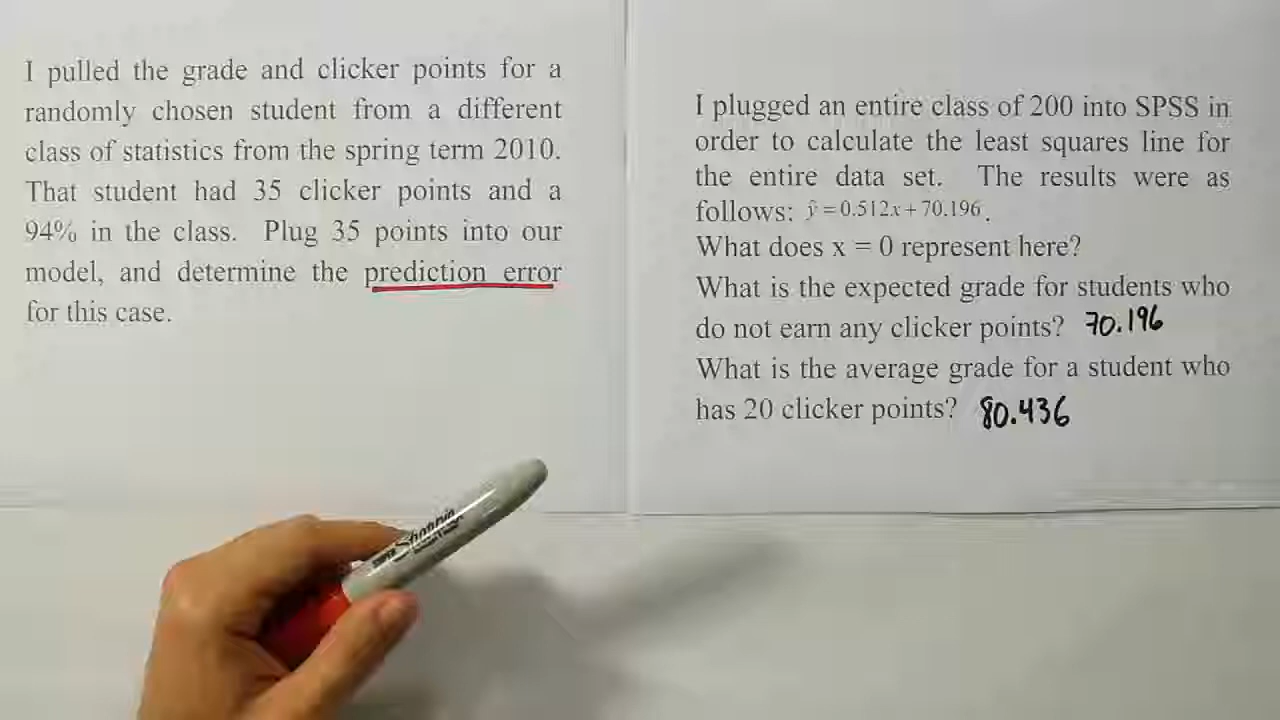 I pulled the grade and clicker points for a
randomly chosen student from a different
class of statistics from the spring term 2010.
That student had 35 clicker points and a
94% in the class. Plug 35 points into our
model, and determine the prediction error
for this case.
I plugged an entire class of 200 into SPSS in
order to calculate the least squares line for
the entire data set. The results were as
follows: ŷ = 0.512x + 70.196.
What does x = 0 represent here?
What is the expected grade for students who
do not earn any clicker points? 70.196
What is the average grade for a student who
has 20 clicker points? 80.436
Sharpie